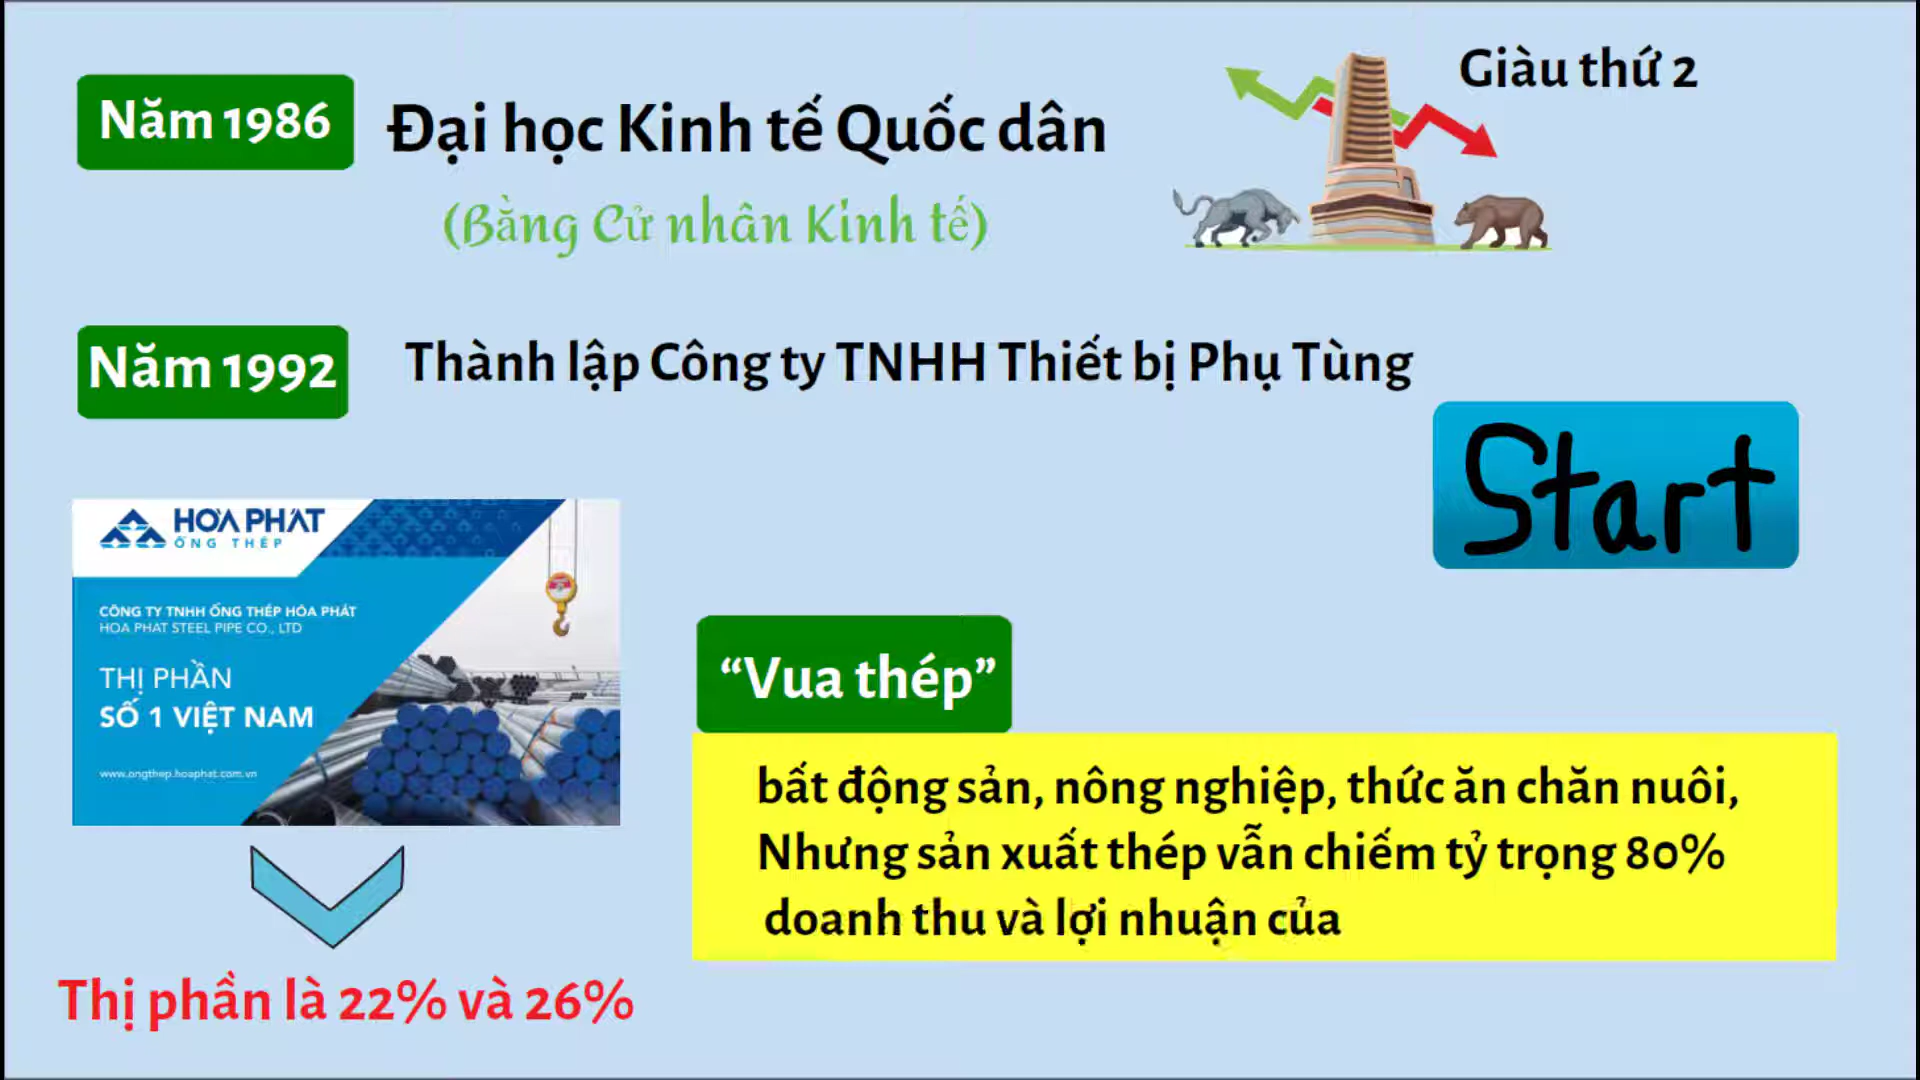 Năm 1986
Đại học Kinh tế Quốc dân
(Bằng Cử nhân Kinh tế)
Giàu thứ 2
Năm 1992
Thành lập Công ty TNHH Thiết bị Phụ Tùng
Start
HÒA PHÁT
ỐNG THÉP
CÔNG TY TNHH ỐNG THÉP HÒA PHÁT
HOA PHAT STEEL PIPE CO., LTD
THỊ PHẦN
SỐ 1 VIỆT NAM
www.ongthep.hoaphat.com.vn
“Vua thép”
bất động sản, nông nghiệp, thức ăn chăn nuôi,
Nhưng sản xuất thép vẫn chiếm tỷ trọng 80%
doanh thu và lợi nhuận của
Thị phần là 22% và 26%